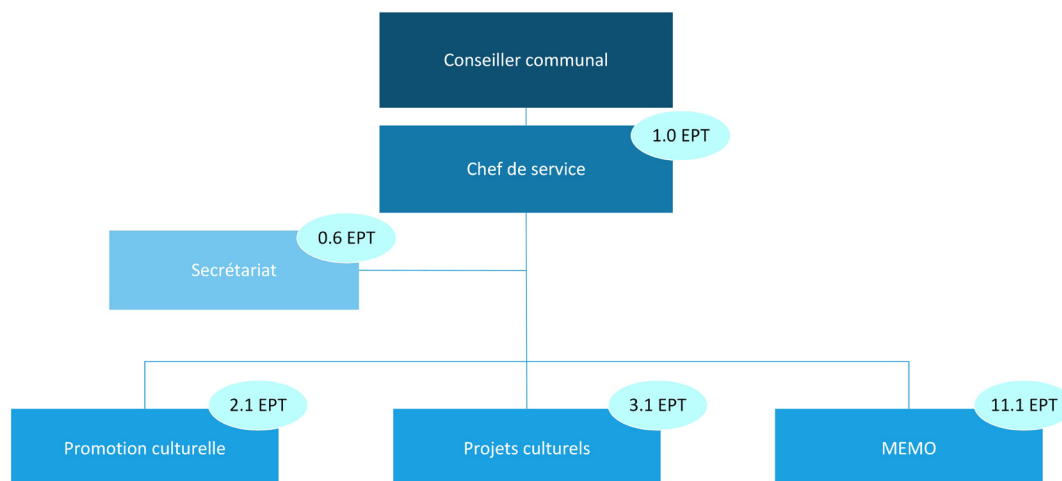 Conseiller communal
1.0 EPT
Chef de service
0.6 EPT
Secrétariat
2.1 EPT
Promotion culturelle
3.1 EPT
Projets culturels
11.1 EPT
MEMO